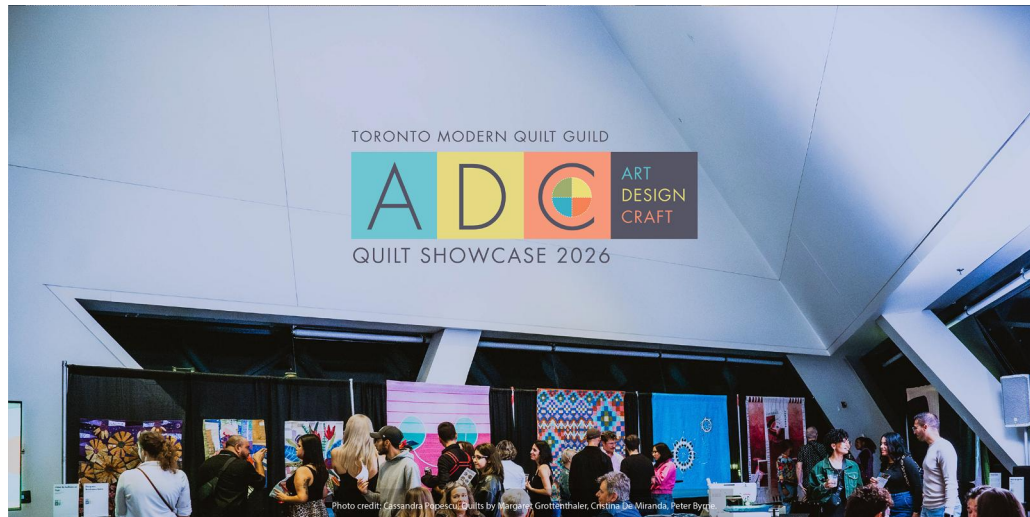 TORONTO MODERN QUILT GUILD
ADC
ART
DESIGN
CRAFT
QUILT SHOWCASE 2026
Photo credit: Cassandra Popescu, Quilts by Margaret Grottenthaler, Cristina De Miranda, Peter Byrne.